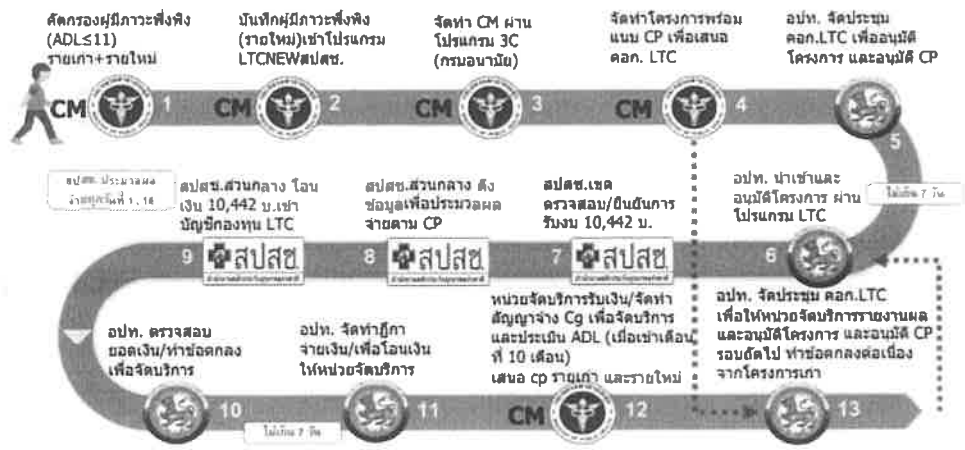 คัดกรองผู้มีภาวะพึ่งพิง
(ADL≤11)
รายเก่า+รายใหม่
CM
1
บันทึกผู้มีภาวะพึ่งพิง
(รายใหม่)เข้าโปรแกรม
LTCNEWสปสช.
CM
2
จัดทำ CM ผ่าน
โปรแกรม 3C
(กรมอนามัย)
CM
3
จัดทำโครงการพร้อม
แนบ CP เพื่อเสนอ
คอก. LTC
CM
4
อปท. จัดประชุม
คอก.LTC เพื่ออนุมัติ
โครงการ และอนุมัติ CP
5
ไม่เกิน 7 วัน
อปท. นำเข้าและ
อนุมัติโครงการ ผ่าน
โปรแกรม LTC
6
สปสช.เขต
ตรวจสอบ/ยืนยันการ
รับงบ 10,442 บ.
7
สปสช
สปสช.ส่วนกลาง ดึง
ข้อมูลเพื่อประมวลผล
จ่ายตาม CP
8
สปสช
สปสช.ส่วนกลาง โอน
เงิน 10,442 บ.เข้า
บัญชีกองทุน LTC
9
สปสช
สปสช. ประมวลผล
จ่ายทุกวันที่ 1, 16
อปท. ตรวจสอบ
ยอดเงิน/ทำข้อตกลง
เพื่อจัดบริการ
10
ไม่เกิน 7 วัน
อปท. จัดทำฎีกา
จ่ายเงิน/เพื่อโอนเงิน
ให้หน่วยจัดบริการ
11
หน่วยจัดบริการรับเงิน/จัดทำ
สัญญาจ้าง Cg เพื่อจัดบริการ
และประเมิน ADL (เมื่อเข้าเดือน
ที่ 10 เดือน)
เสนอ cp รายเก่า และรายใหม่
CM
12
อปท. จัดประชุม คอก.LTC
เพื่อให้หน่วยจัดบริการรายงานผล
และอนุมัติโครงการ และอนุมัติ CP
รอบถัดไป ทำข้อตกลงต่อเนื่อง
จากโครงการเก่า
13